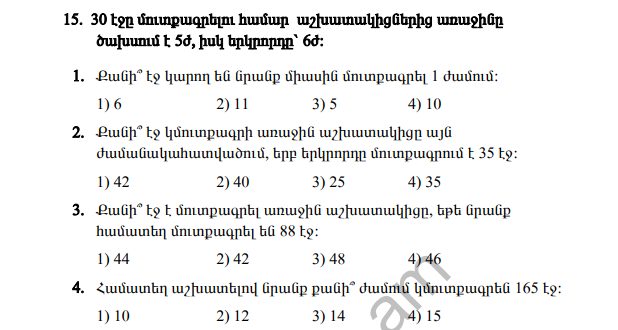 15. 30 էջը մուտքագրելու համար աշխատակիցներից առաջինը
ծախսում է 5ժ, իսկ երկրորդը՝ 6ժ:
1. Քանի՞ էջ կարող են նրանք միասին մուտքագրել 1 ժամում:
1) 6 2) 11 3) 5 4) 10
2. Քանի՞ էջ կմուտքագրի առաջին աշխատակիցը այն
ժամանակահատվածում, երբ երկրորդը մուտքագրում է 35 էջ:
1) 42 2) 40 3) 25 4) 35
3. Քանի՞ էջ է մուտքագրել առաջին աշխատակիցը, եթե նրանք
համատեղ մուտքագրել են 88 էջ:
1) 44 2) 42 3) 48 4) 46
4. Համատեղ աշխատելով նրանք քանի՞ ժամում կմուտքագրեն 165 էջ:
1) 10 2) 12 3) 14 4) 15
am